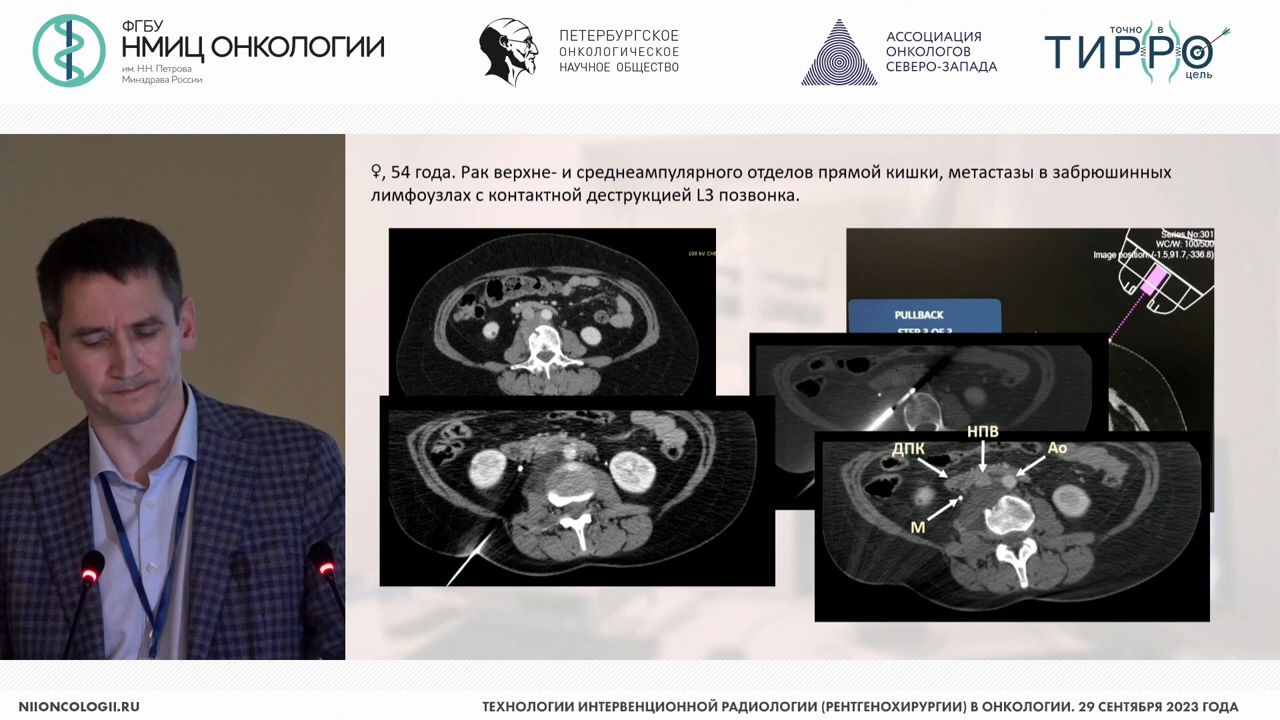 ФГБУ
НМИЦ ОНКОЛОГИИ
им. Н.Н. Петрова
Минздрава России
ПЕТЕРБУРГСКОЕ
ОНКОЛОГИЧЕСКОЕ
НАУЧНОЕ ОБЩЕСТВО
АССОЦИАЦИЯ
ОНКОЛОГОВ
СЕВЕРО-ЗАПАДА
ТОЧНО В
ТИРРО
цель
♀, 54 года. Рак верхне- и среднеампулярного отделов прямой кишки, метастазы в забрюшинных
лимфоузлах с контактной деструкцией L3 позвонка.
Series No:301
WC/W: 100/500
Image position: (-1.5,91.7,-336.8)
PULLBACK
STEP 3 OF 3
НПВ
ДПК
Ао
М
NIIONCOLOGII.RU
ТЕХНОЛОГИИ ИНТЕРВЕНЦИОННОЙ РАДИОЛОГИИ (РЕНТГЕНОХИРУРГИИ) В ОНКОЛОГИИ. 29 СЕНТЯБРЯ 2023 ГОДА